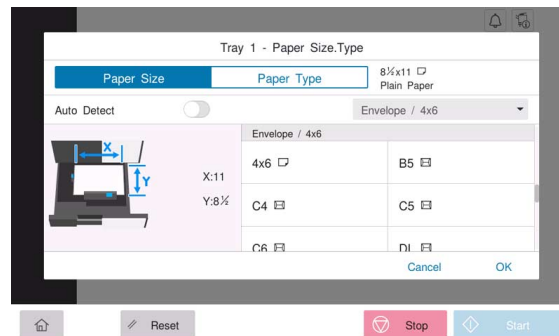 Tray 1 - Paper Size.Type
Paper Size
Paper Type
8½x11
Plain Paper
Auto Detect
Envelope / 4x6
Envelope / 4x6
X
Y
X:11
Y:8½
4x6
B5
C4
C5
C6
DL
Cancel
OK
Reset
Stop
Start